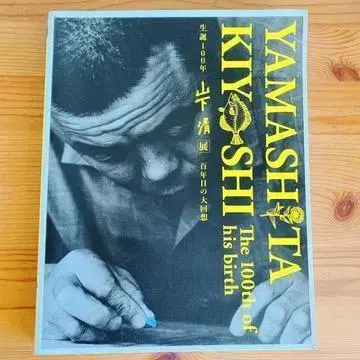 YAMASHITA
KIYOSHI
The 100th of
his birth
生誕100年
山下清展
百年目の大回想